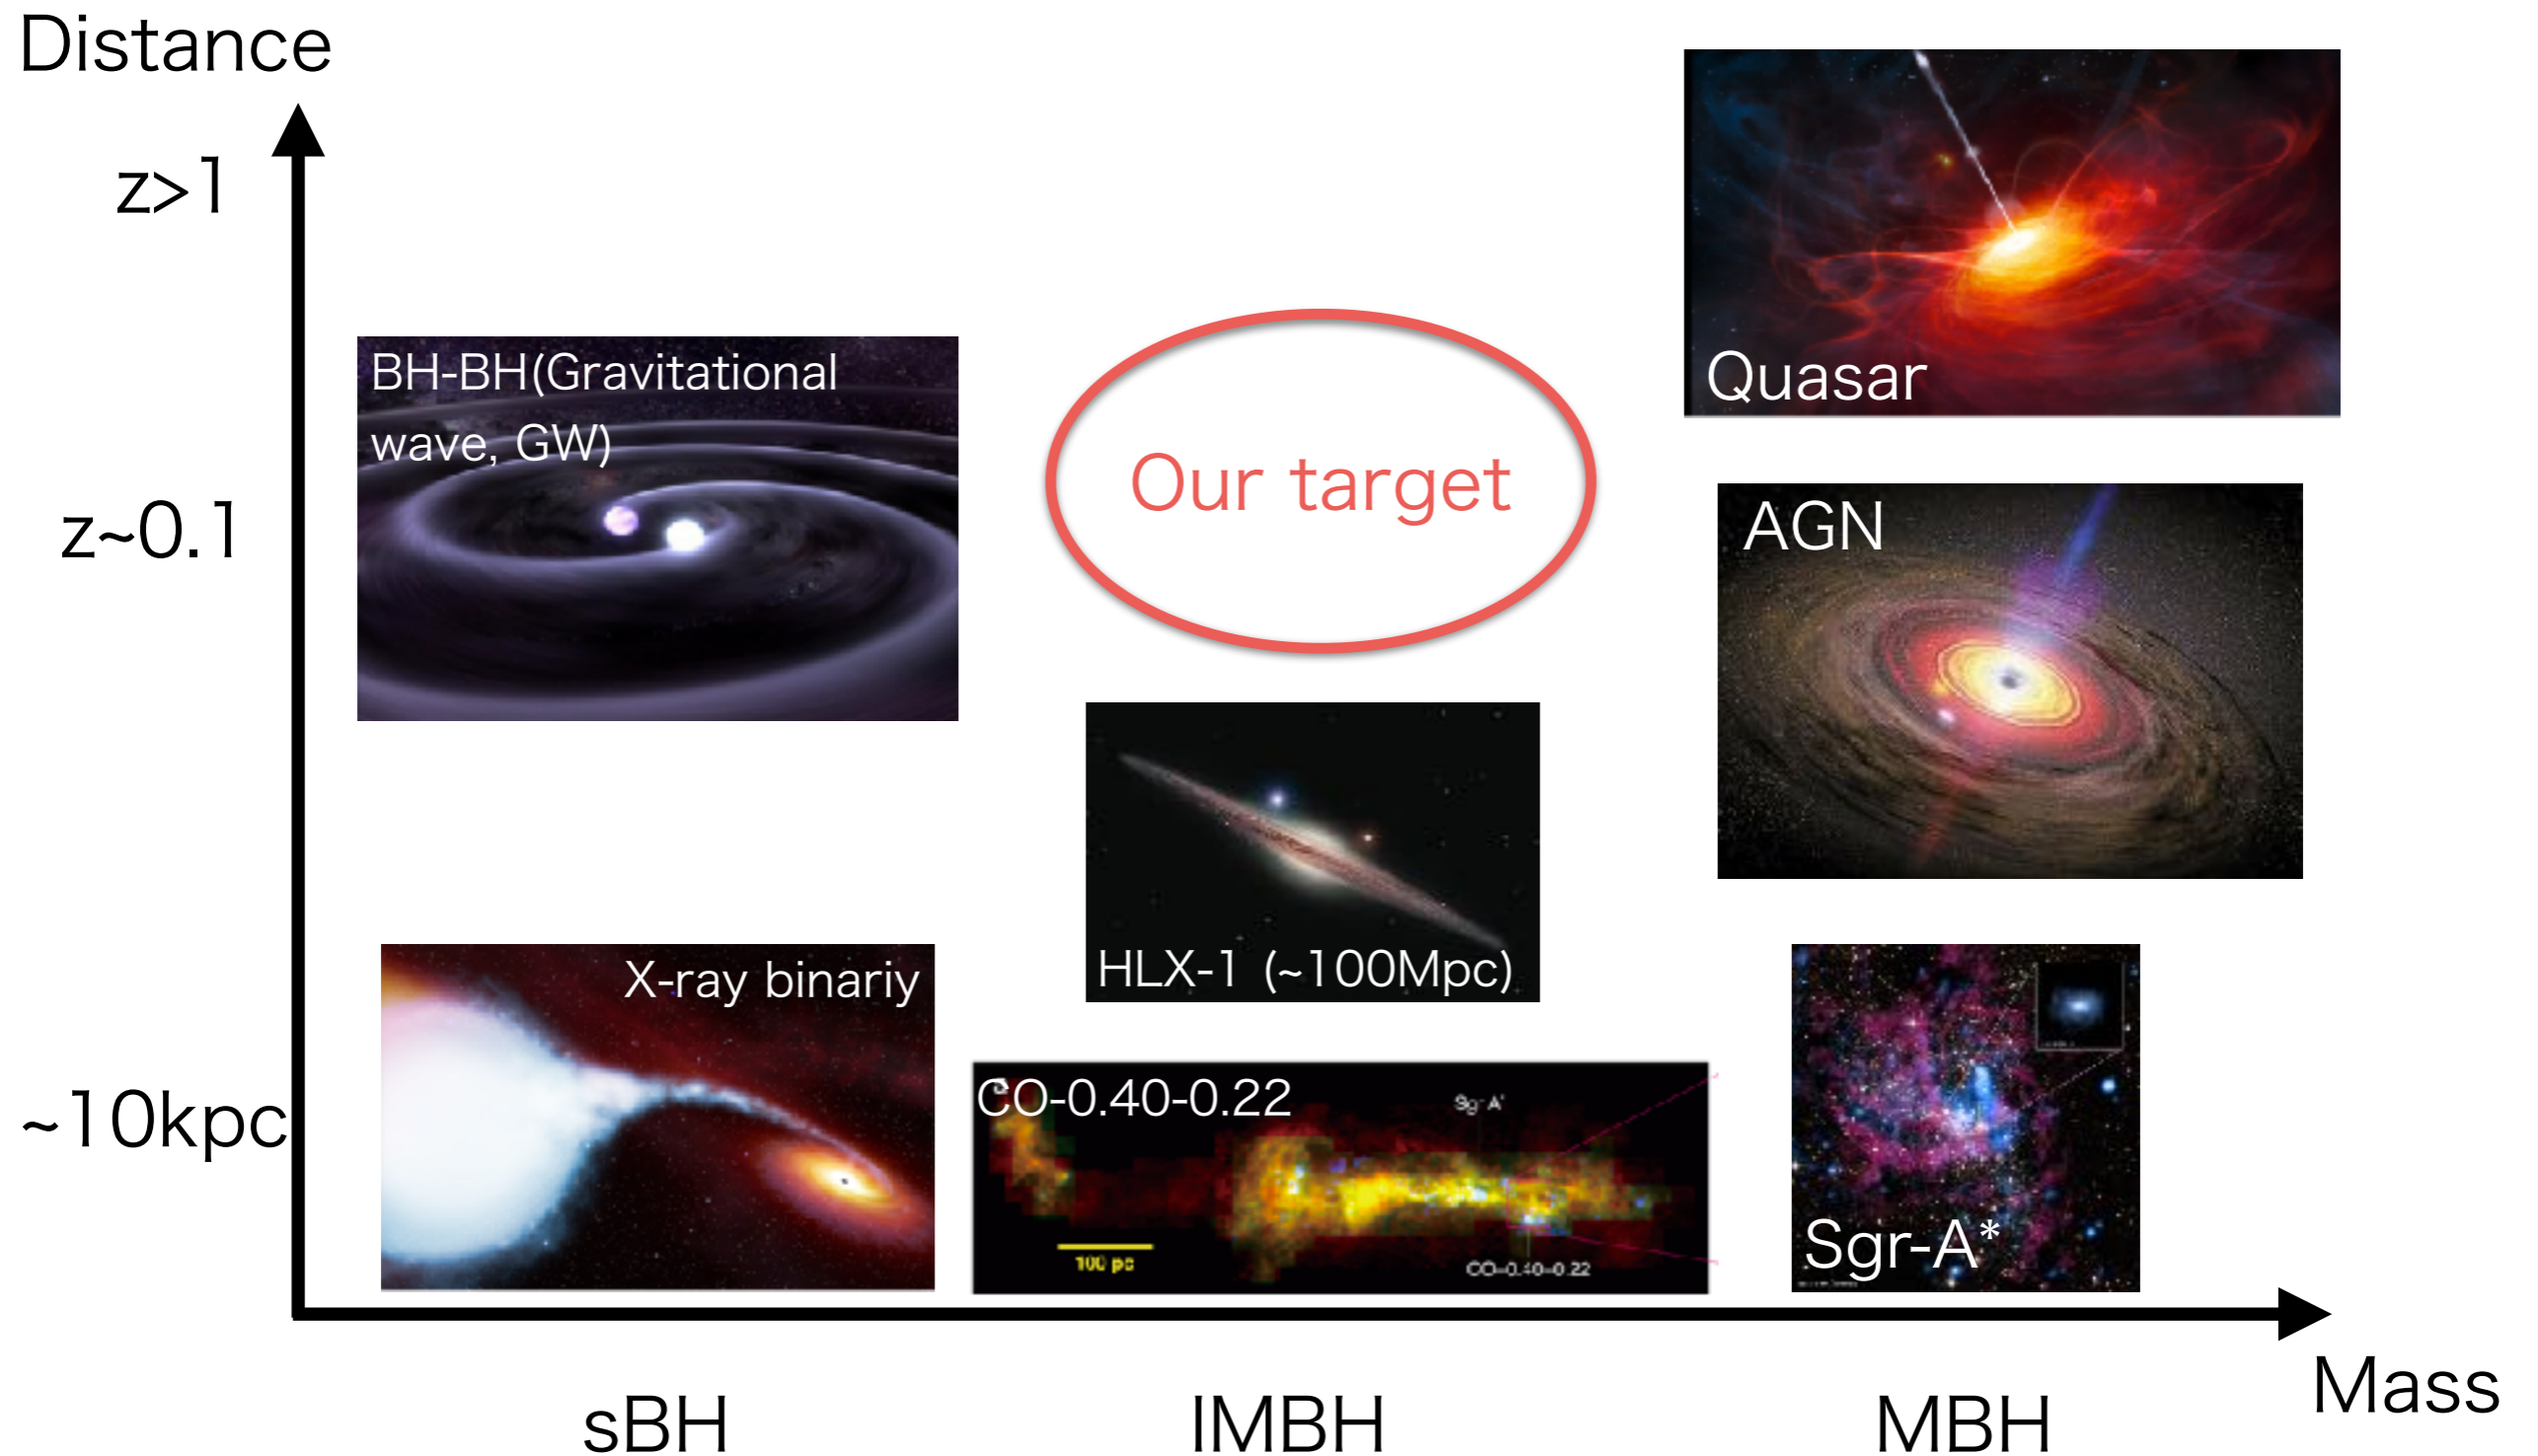 Distance
z>1
BH-BH(Gravitational
wave, GW)
Quasar
Our target
z~0.1
AGN
HLX-1 (~100Mpc)
X-ray binariy
~10kpc
CO-0.40-0.22
Sgr-A*
100 pc
CO-0.40-0.22
Sgr-A*
Mass
sBH
IMBH
MBH